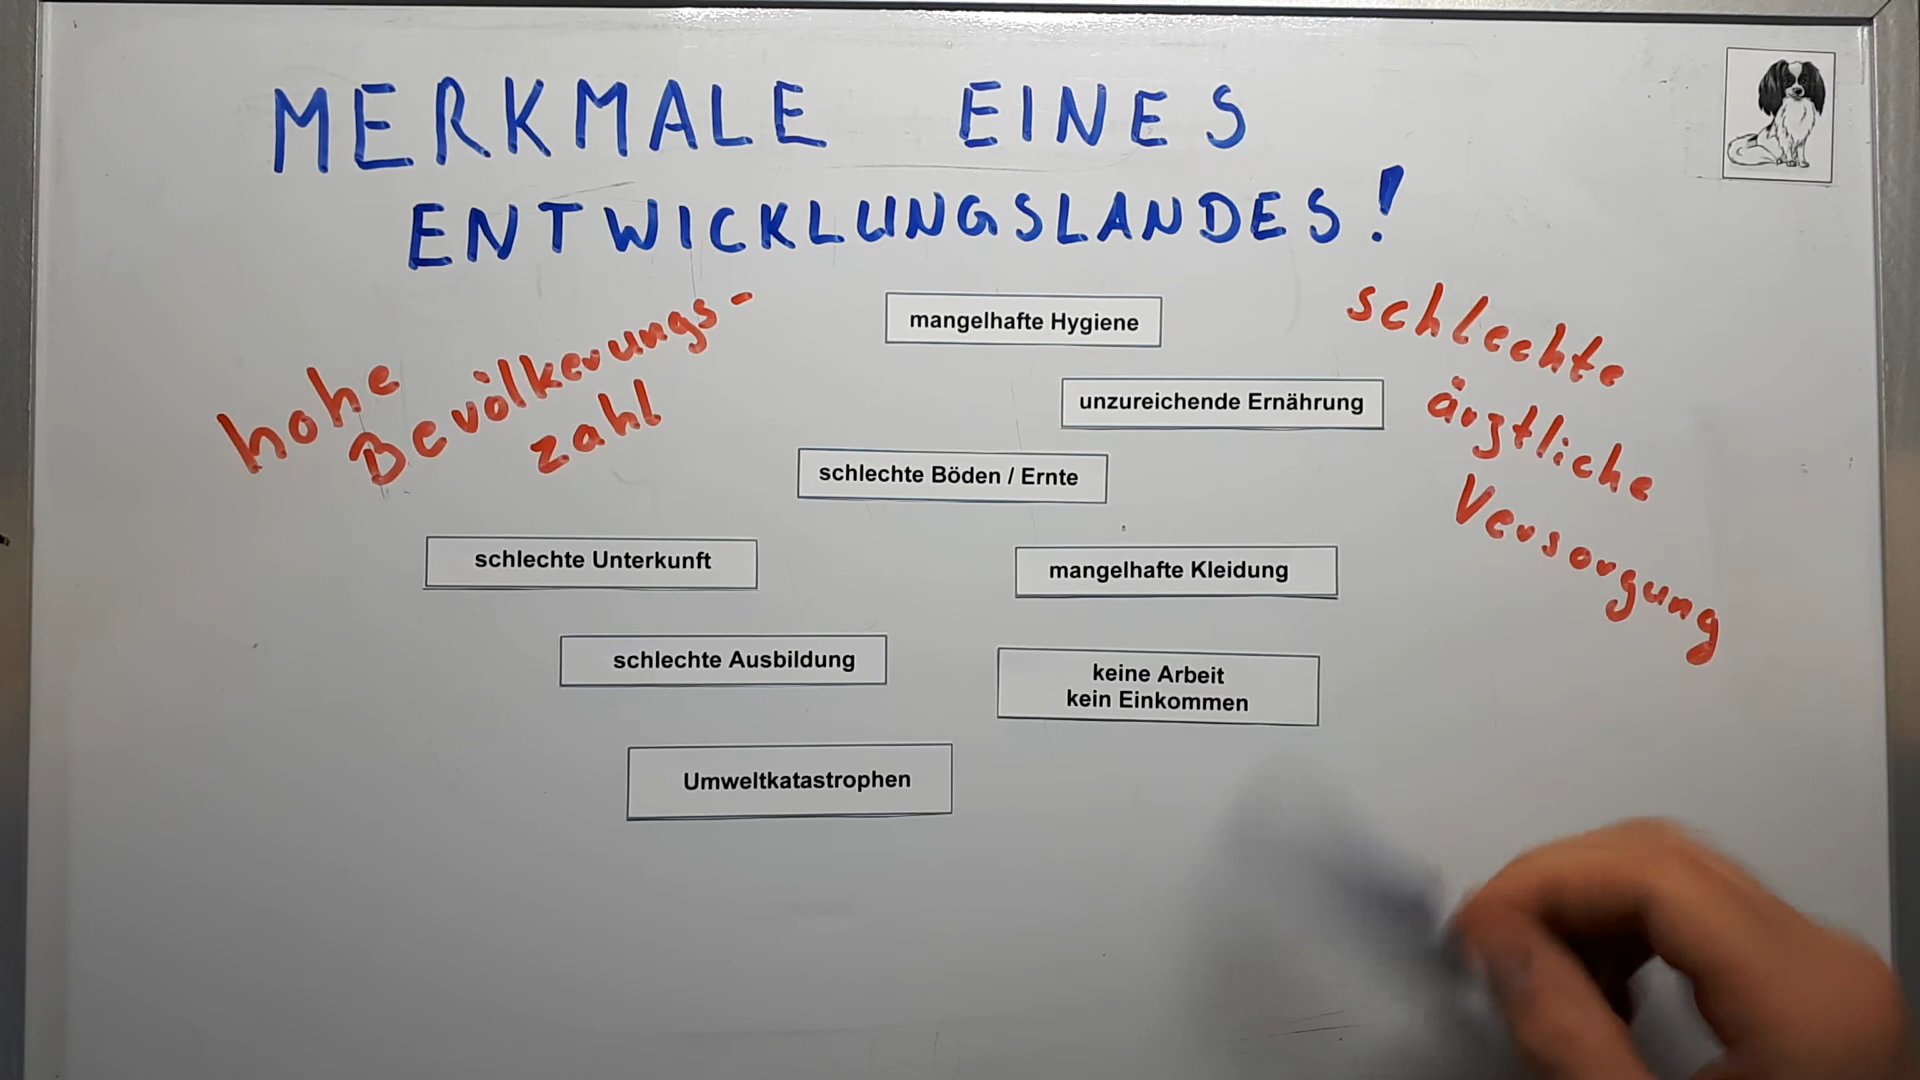 MERKMALE EINES
ENTWICKLUNGSLANDES!
hohe
Bevölkerungs-
zahl
mangelhafte Hygiene
unzureichende Ernährung
schlechte
ärztliche
Versorgung
schlechte Böden / Ernte
schlechte Unterkunft
mangelhafte Kleidung
schlechte Ausbildung
keine Arbeit
kein Einkommen
Umweltkatastrophen